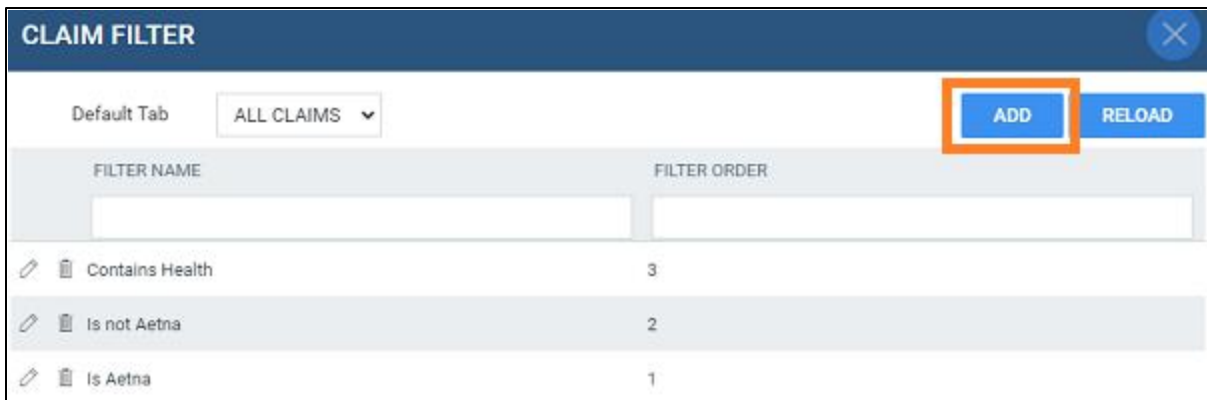 CLAIM FILTER
Default Tab ALL CLAIMS ADD RELOAD
FILTER NAME FILTER ORDER
Contains Health 3
Is not Aetna 2
Is Aetna 1